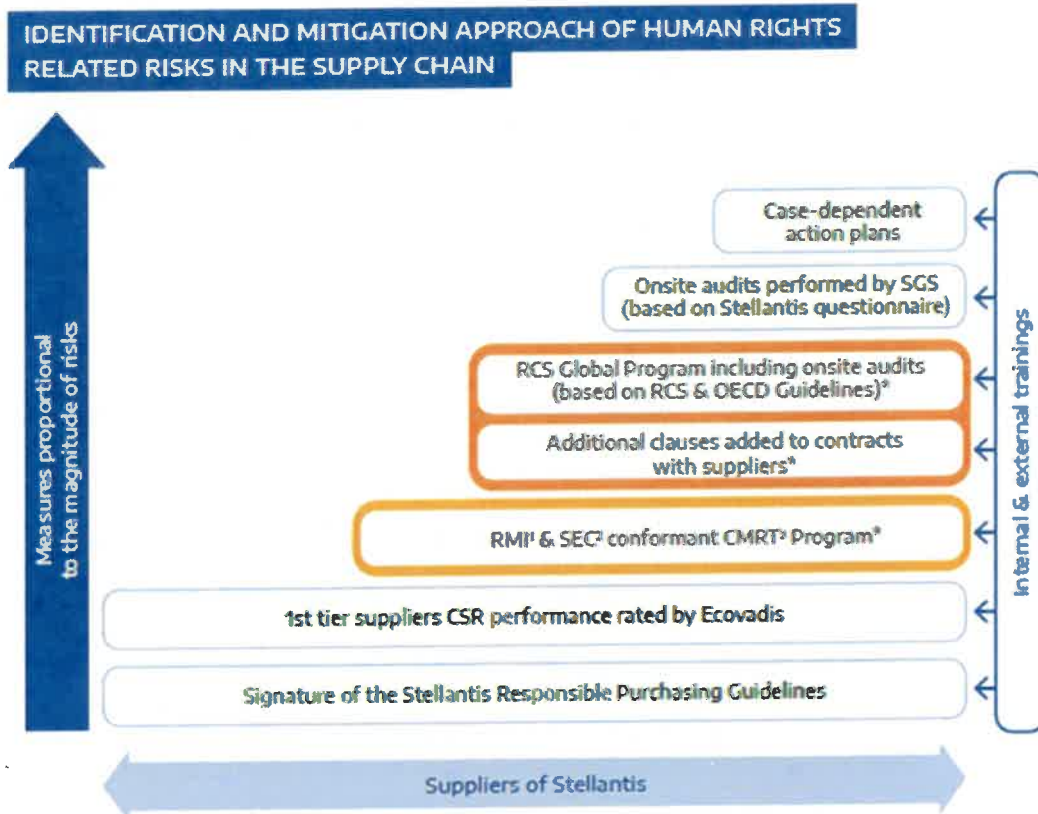 IDENTIFICATION AND MITIGATION APPROACH OF HUMAN RIGHTS
RELATED RISKS IN THE SUPPLY CHAIN
Measures proportional
to the magnitude of risks
Case-dependent
action plans
Onsite audits performed by SGS
(based on Stellantis questionnaire)
RCS Global Program including onsite audits
(based on RCS & OECD Guidelines)*
Additional clauses added to contracts
with suppliers*
RMI¹ & SEC² conformant CMRT³ Program*
1st tier suppliers CSR performance rated by Ecovadis
Signature of the Stellantis Responsible Purchasing Guidelines
Internal & external trainings
Suppliers of Stellantis